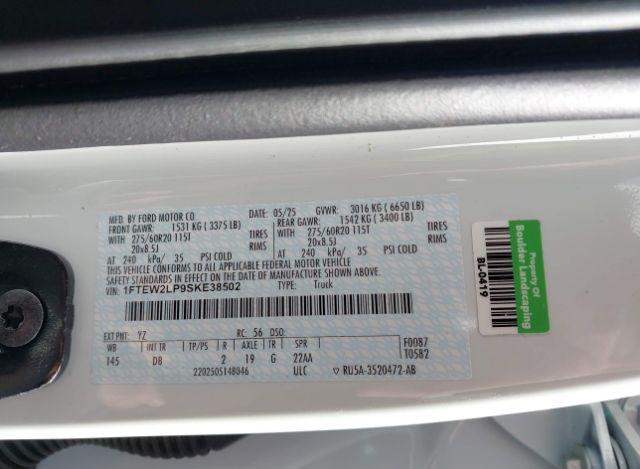 MFD. BY FORD MOTOR CO.
05/25 GVWR: 3016 KG ( 6650 LB)
FRONT GAWR: 1531 KG ( 3375 LB)
REAR GAWR: 1542 KG ( 3400 LB)
WITH 275/60R20 115T TIRES
20x8.5J RIMS
WITH 275/60R20 115T TIRES
20x8.5J RIMS
AT 240 kPa/ 35 PSI COLD
AT 240 kPa/ 35 PSI COLD
THIS VEHICLE CONFORMS TO ALL APPLICABLE FEDERAL MOTOR VEHICLE
SAFETY STANDARDS IN EFFECT ON THE DATE OF MANUFACTURE SHOWN ABOVE.
VIN: 1FTEW2LP9SKE38502 TYPE: Truck
EXT PNT: YZ RC: 56 DSO: F0087
WB INT TR TP/PS R AXLE TR SPR T0582
145 DB 2 19 G 22AA
2202505148046 ULC ▽ RU5A-3520472-AB
BL-0419
Property Of
Boulder Landscaping